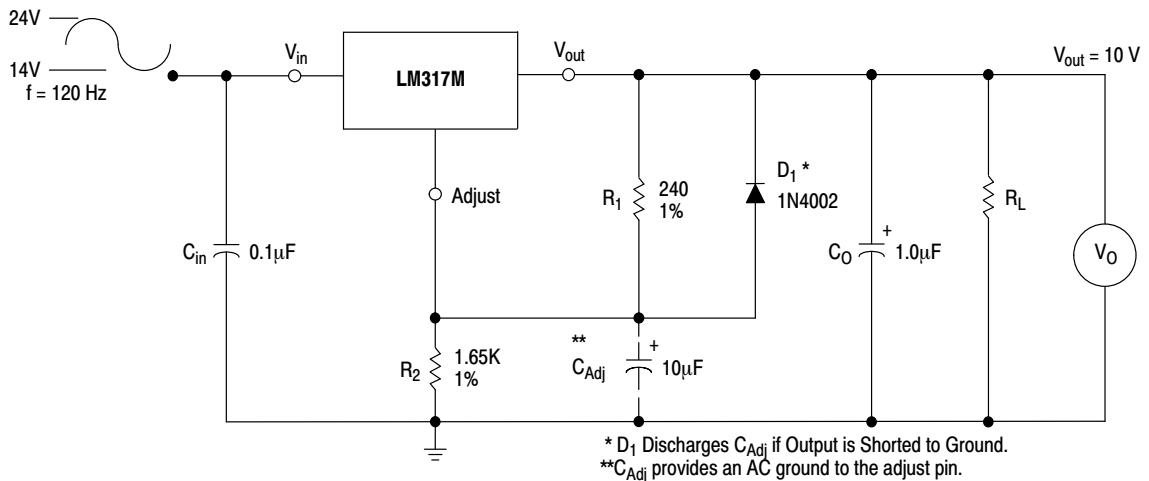 24V
14V
f = 120 Hz
Vin
LM317M
Vout
Vout = 10 V
Adjust
Cin
0.1μF
R1
240
1%
D1 *
1N4002
CO
+
1.0μF
RL
VO
R2
1.65K
1%
**
CAdj
+
10μF
* D1 Discharges CAdj if Output is Shorted to Ground.
**CAdj provides an AC ground to the adjust pin.